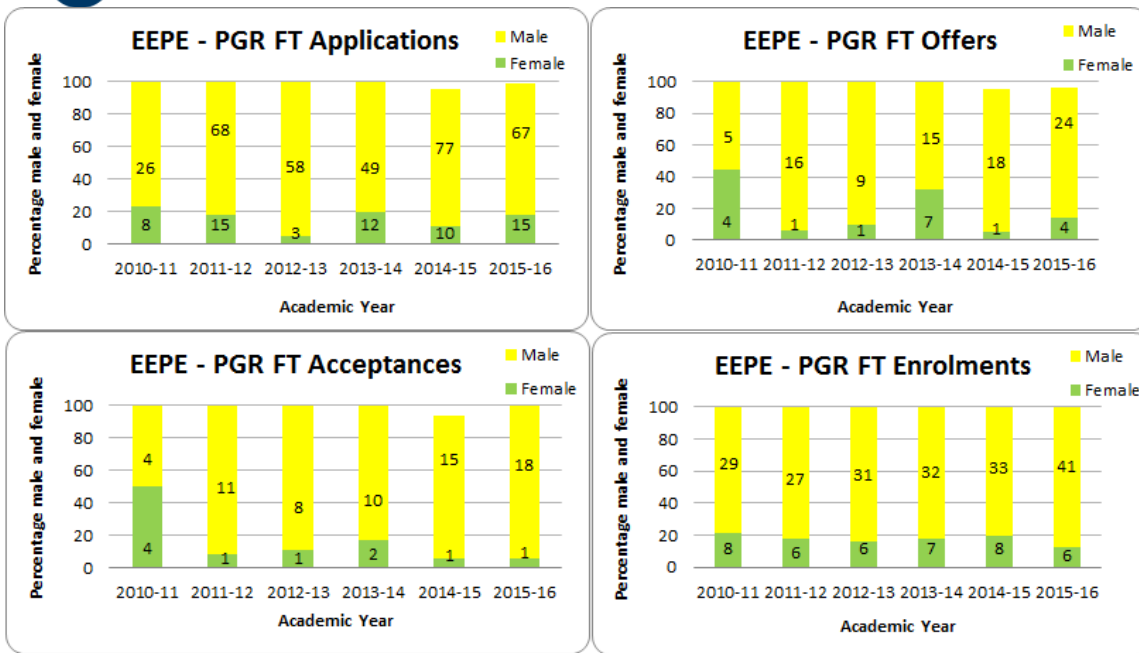 EEPE - PGR FT Applications
Male
Female
Percentage male and female
100
80
60
40
20
0
26 68 58 49 77 67
8 15 3 12 10 15
2010-11 2011-12 2012-13 2013-14 2014-15 2015-16
Academic Year
EEPE - PGR FT Offers
Male
Female
Percentage male and female
100
80
60
40
20
0
5 16 9 15 18 24
4 1 1 7 1 4
2010-11 2011-12 2012-13 2013-14 2014-15 2015-16
Academic Year
EEPE - PGR FT Acceptances
Male
Female
Percentage male and female
100
80
60
40
20
0
4 11 8 10 15 18
4 1 1 2 1 1
2010-11 2011-12 2012-13 2013-14 2014-15 2015-16
Academic Year
EEPE - PGR FT Enrolments
Male
Female
Percentage male and female
100
80
60
40
20
0
29 27 31 32 33 41
8 6 6 7 8 6
2010-11 2011-12 2012-13 2013-14 2014-15 2015-16
Academic Year